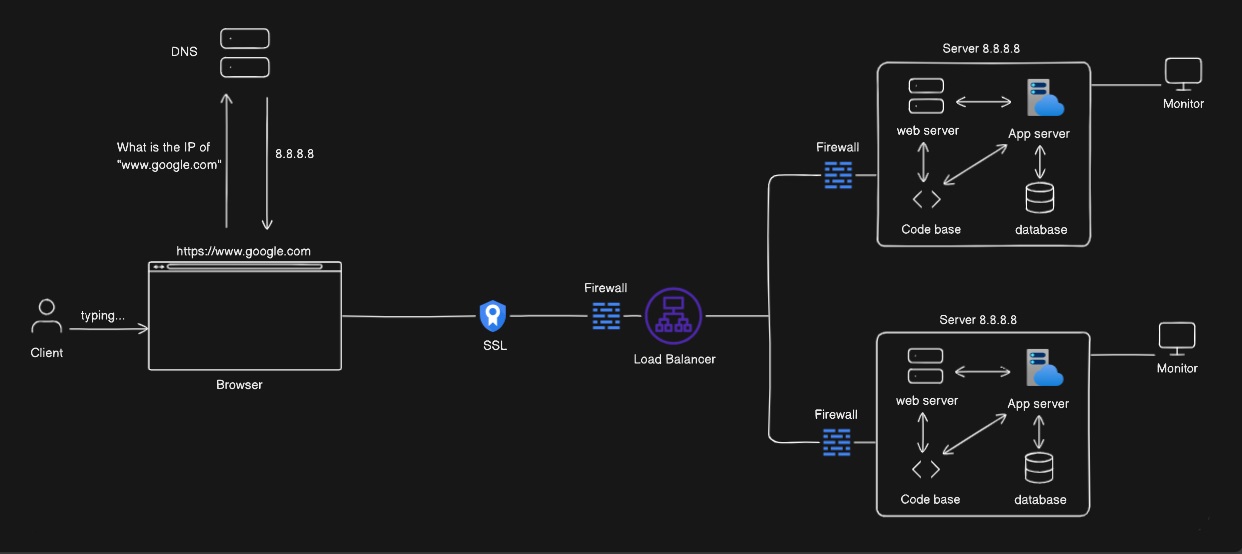 DNS
What is the IP of
"www.google.com"
8.8.8.8
https://www.google.com
typing...
Client
Browser
SSL
Firewall
Load Balancer
Firewall
Server 8.8.8.8
web server
App server
Code base
database
Monitor
Firewall
Server 8.8.8.8
web server
App server
Code base
database
Monitor